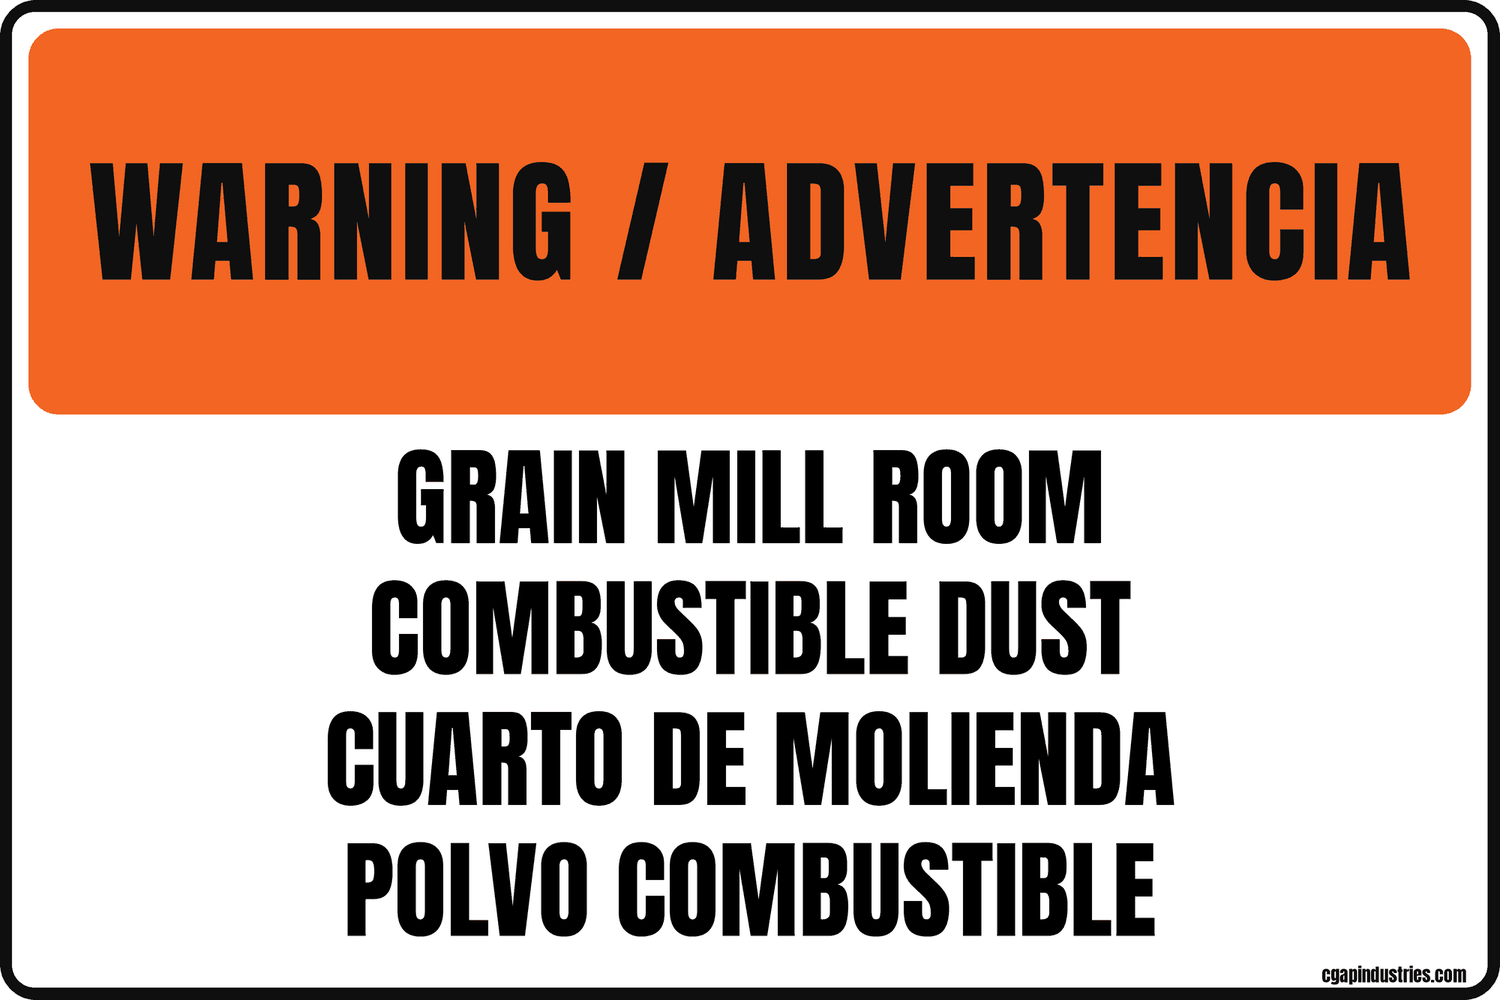 WARNING / ADVERTENCIA
GRAIN MILL ROOM
COMBUSTIBLE DUST
CUARTO DE MOLIENDA
POLVO COMBUSTIBLE
cgapindustries.com